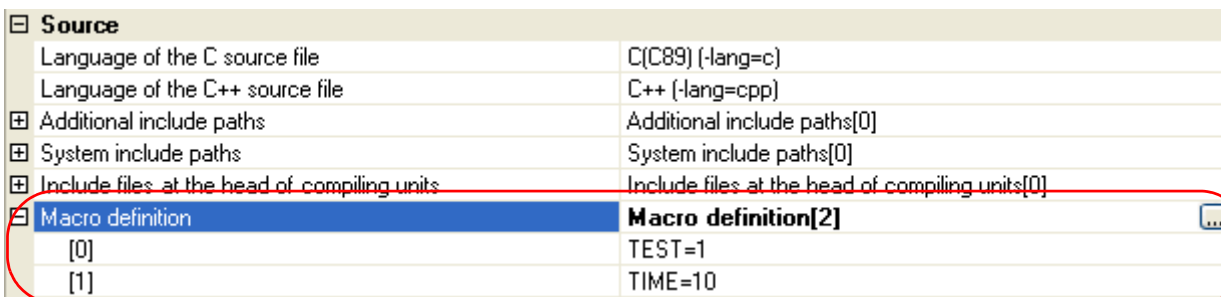 Source
Language of the C source file C(C89) (-lang=c)
Language of the C++ source file C++ (-lang=cpp)
Additional include paths Additional include paths[0]
System include paths System include paths[0]
Include files at the head of compiling units Include files at the head of compiling units[0]
Macro definition Macro definition[2] ...
[0] TEST=1
[1] TIME=10